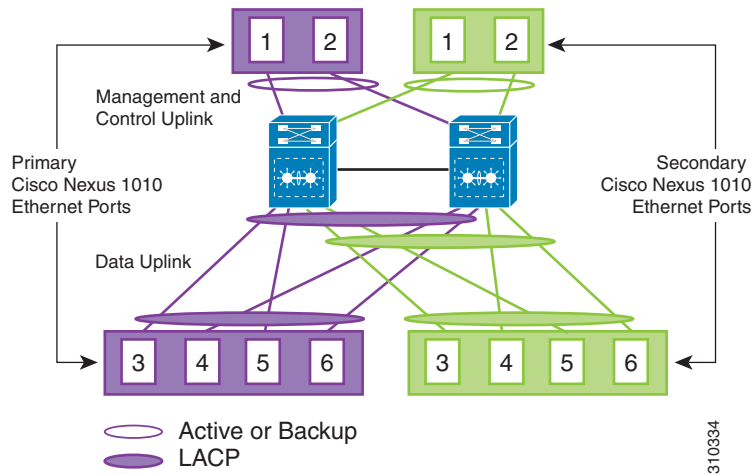 1 2 1 2
Management and
Control Uplink
Primary
Cisco Nexus 1010
Ethernet Ports
Secondary
Cisco Nexus 1010
Ethernet Ports
Data Uplink
3 4 5 6 3 4 5 6
Active or Backup
LACP
310334